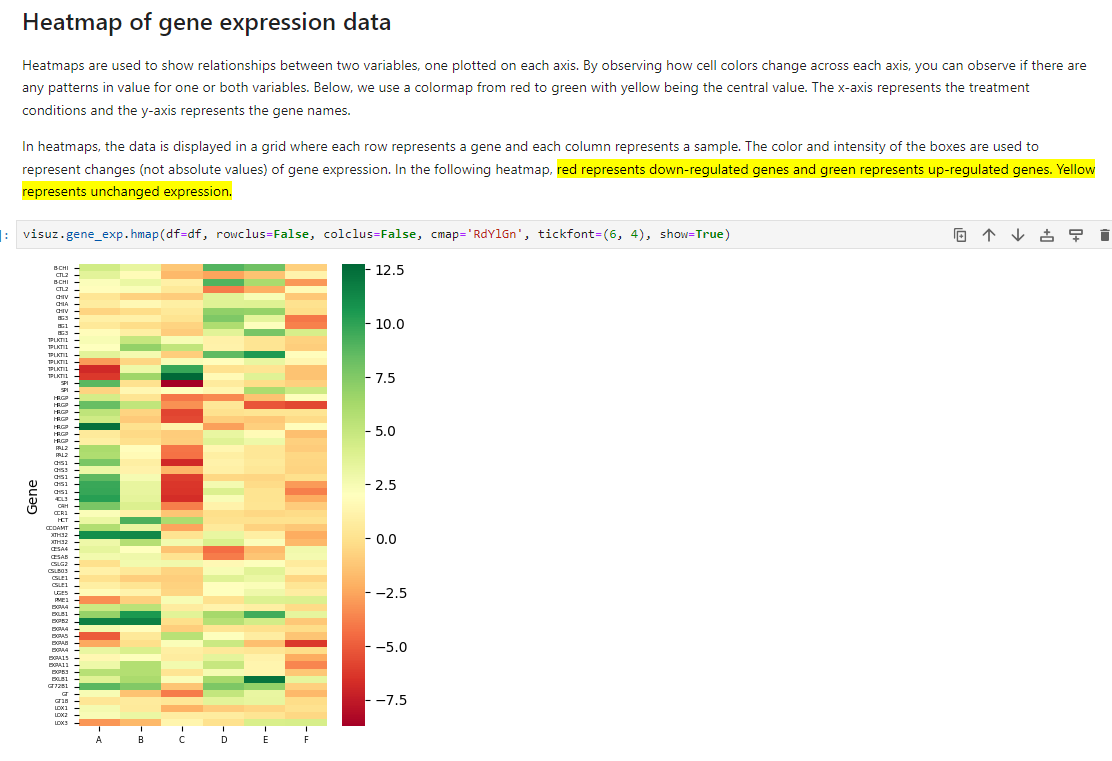 Heatmap of gene expression data
Heatmaps are used to show relationships between two variables, one plotted on each axis. By observing how cell colors change across each axis, you can observe if there are
any patterns in value for one or both variables. Below, we use a colormap from red to green with yellow being the central value. The x-axis represents the treatment
conditions and the y-axis represents the gene names.
In heatmaps, the data is displayed in a grid where each row represents a gene and each column represents a sample. The color and intensity of the boxes are used to
represent changes (not absolute values) of gene expression. In the following heatmap, red represents down-regulated genes and green represents up-regulated genes. Yellow
represents unchanged expression.
]: visuz.gene_exp.hmap(df=df, rowclus=False, colclus=False, cmap='RdYlGn', tickfont=(6, 4), show=True)
B-CHI
CTL2
B-CHI
CTL2
CHIV
CHIA
CHIV
BG3
BG1
BG3
TPLKTI1
TPLKTI1
TPLKTI1
TPLKTI1
TPLKTI1
TPLKTI1
SPI
SPI
HRGP
HRGP
HRGP
HRGP
HRGP
HRGP
HRGP
PAL2
PAL2
CHS1
CHS3
CHS1
CHS1
CHS1
4CL3
C4H
CCR1
HCT
CCOAMT
XTH32
XTH32
CESA4
CESA8
CSLG2
CSLB03
CSLE1
CSLE1
UGE5
PME1
EXPA4
EXLB1
EXPB2
EXPA4
EXPA5
EXPA8
EXPA4
EXPA15
EXPA11
EXPB3
EXLB1
GT72B1
GT
GT18
LOX1
LOX2
LOX3
Gene
A B C D E F
12.5
10.0
7.5
5.0
2.5
0.0
−2.5
−5.0
−7.5